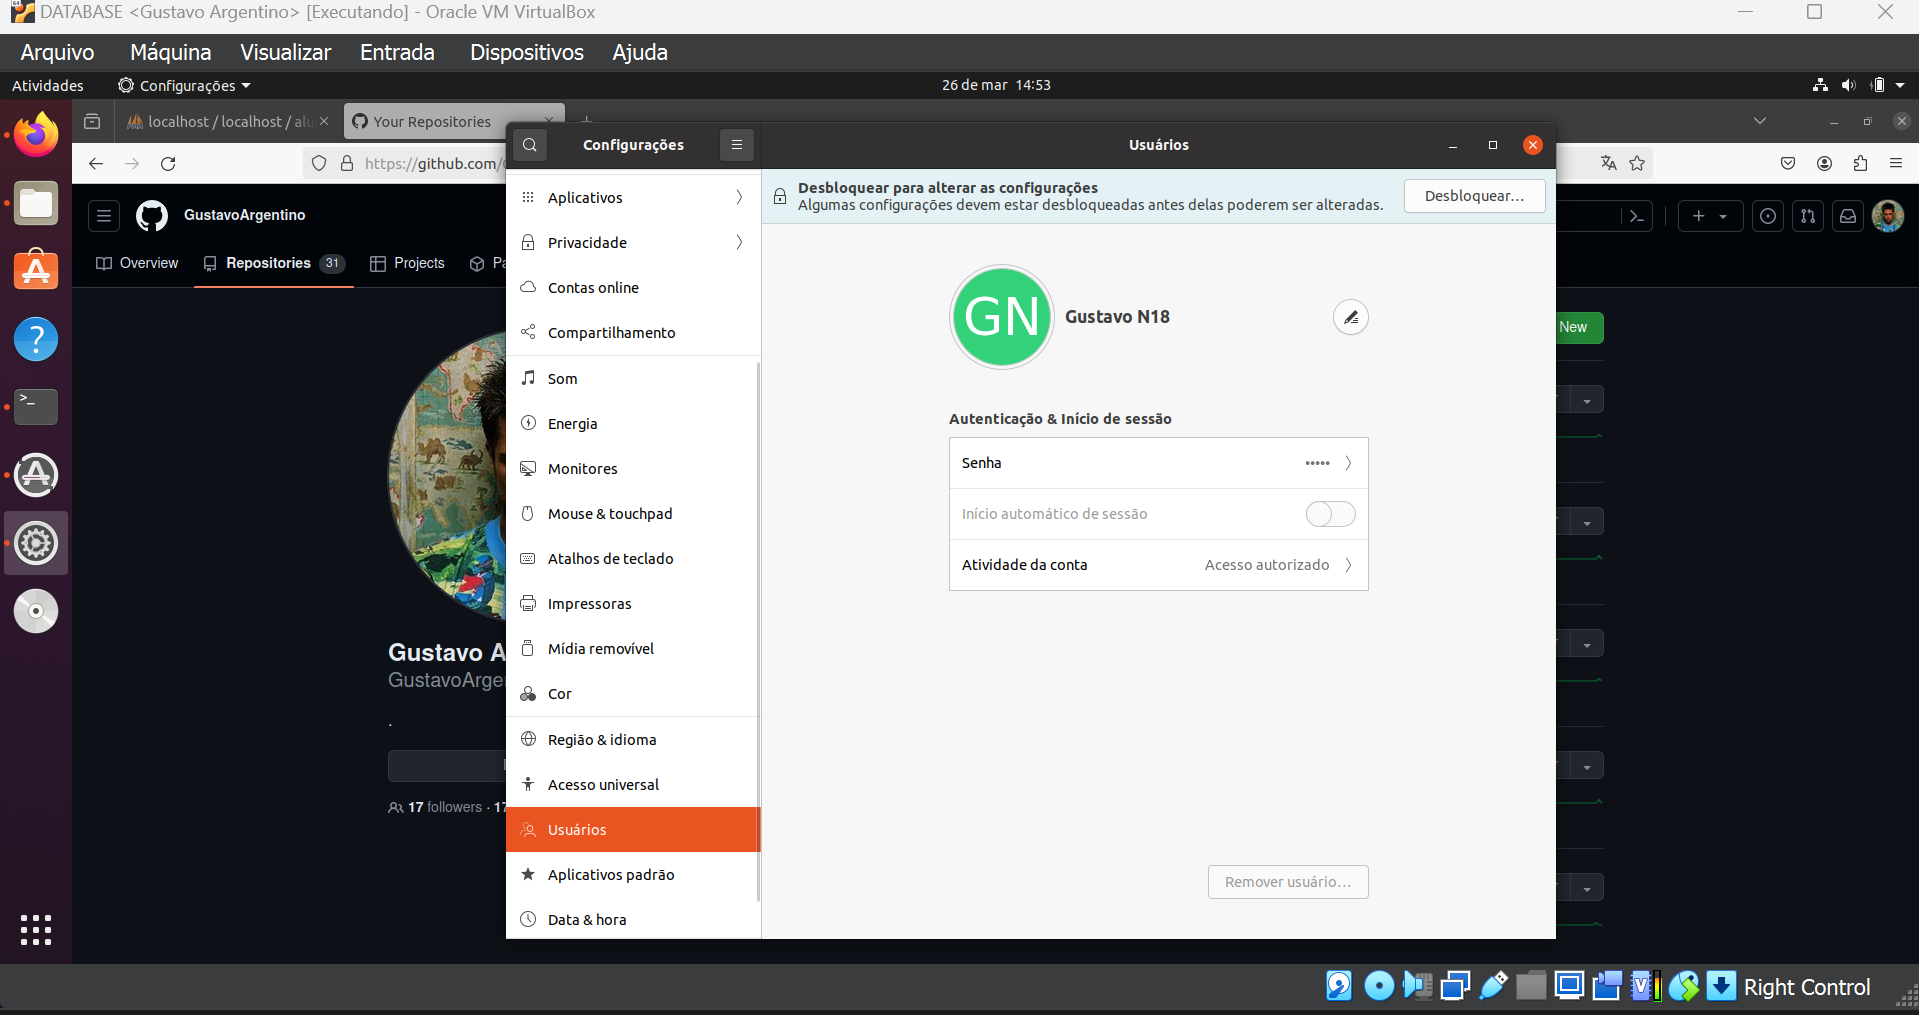 DATABASE <Gustavo Argentino> [Executando] - Oracle VM VirtualBox
Arquivo Máquina Visualizar Entrada Dispositivos Ajuda
Atividades Configurações 26 de mar 14:53
localhost / localhost / alu Your Repositories
https://github.com/
Configurações Usuários
Desbloquear para alterar as configurações
Algumas configurações devem estar desbloqueadas antes delas poderem ser alteradas.
Desbloquear...
GustavoArgentino
Overview Repositories 31 Projects Pa
New
Aplicativos
Privacidade
Contas online
Compartilhamento
Som
Energia
Monitores
Mouse & touchpad
Atalhos de teclado
Impressoras
Mídia removível
Cor
Região & idioma
Acesso universal
Usuários
Aplicativos padrão
Data & hora
GN Gustavo N18
Autenticação & Início de sessão
Senha •••••
Início automático de sessão
Atividade da conta Acesso autorizado
Remover usuário...
Gustavo A
GustavoArge
.
17 followers · 17
Right Control